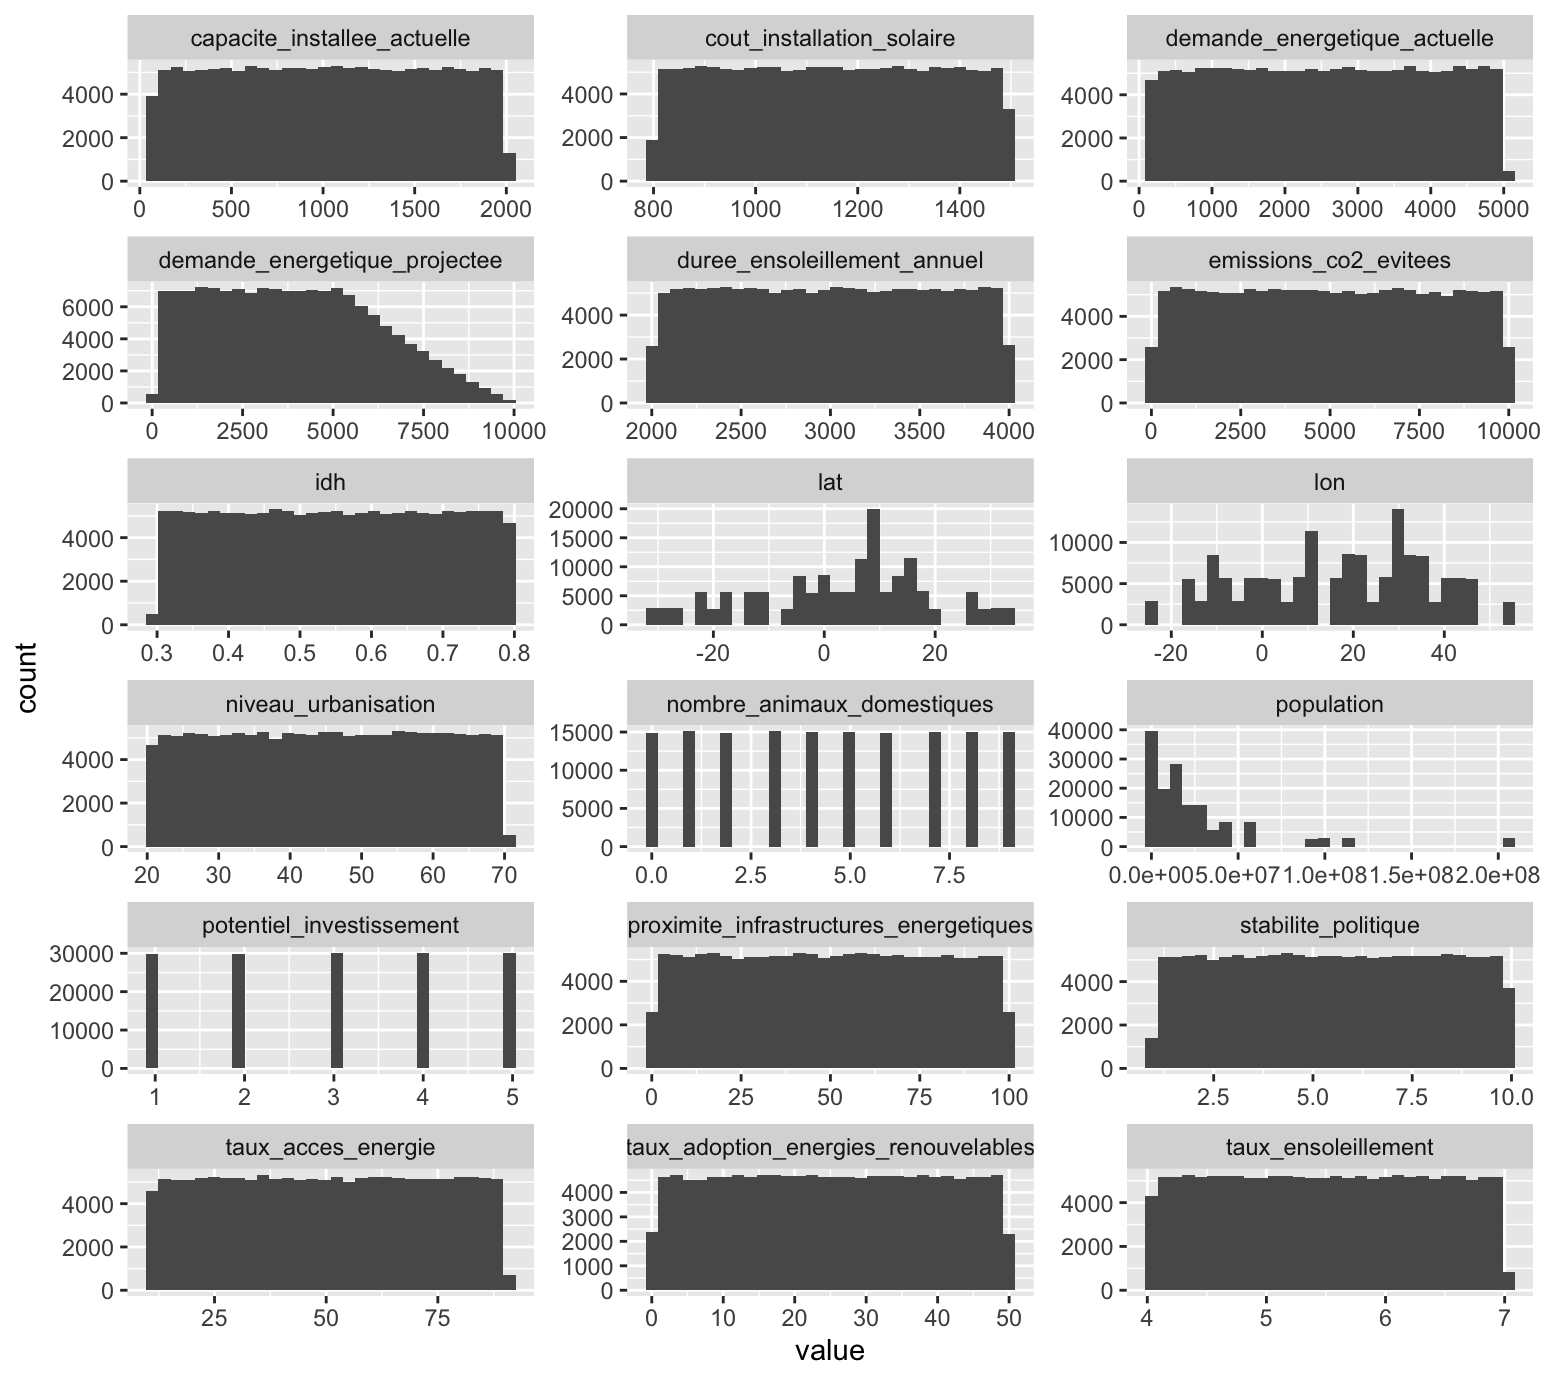 capacite_installee_actuelle cout_installation_solaire demande_energetique_actuelle
4000 4000 4000
2000 2000 2000
0 0 0
0 500 1000 1500 2000 800 1000 1200 1400 0 1000 2000 3000 4000 5000
demande_energetique_projectee duree_ensoleillement_annuel emissions_co2_evitees
6000 4000 4000
4000 2000 2000
2000 0 0
0
0 2500 5000 7500 10000 2000 2500 3000 3500 4000 0 2500 5000 7500 10000
idh lat lon
4000 20000 10000
2000 15000 5000
0 10000 0
5000
0
0.3 0.4 0.5 0.6 0.7 0.8 -20 0 20 -20 0 20 40
niveau_urbanisation nombre_animaux_domestiques population
4000 15000 40000
2000 10000 30000
0 5000 20000
0 10000
0
20 30 40 50 60 70 0.0 2.5 5.0 7.5 0.0e+00 5.0e+07 1.0e+08 1.5e+08 2.0e+08
potentiel_investissement proximite_infrastructures_energetiques stabilite_politique
30000 4000 4000
20000 2000 2000
10000 0 0
0
1 2 3 4 5 0 25 50 75 100 2.5 5.0 7.5 10.0
taux_acces_energie taux_adoption_energies_renouvelables taux_ensoleillement
4000 4000 4000
2000 3000 2000
0 2000 0
1000
0
25 50 75 0 10 20 30 40 50 4 5 6 7
value
count